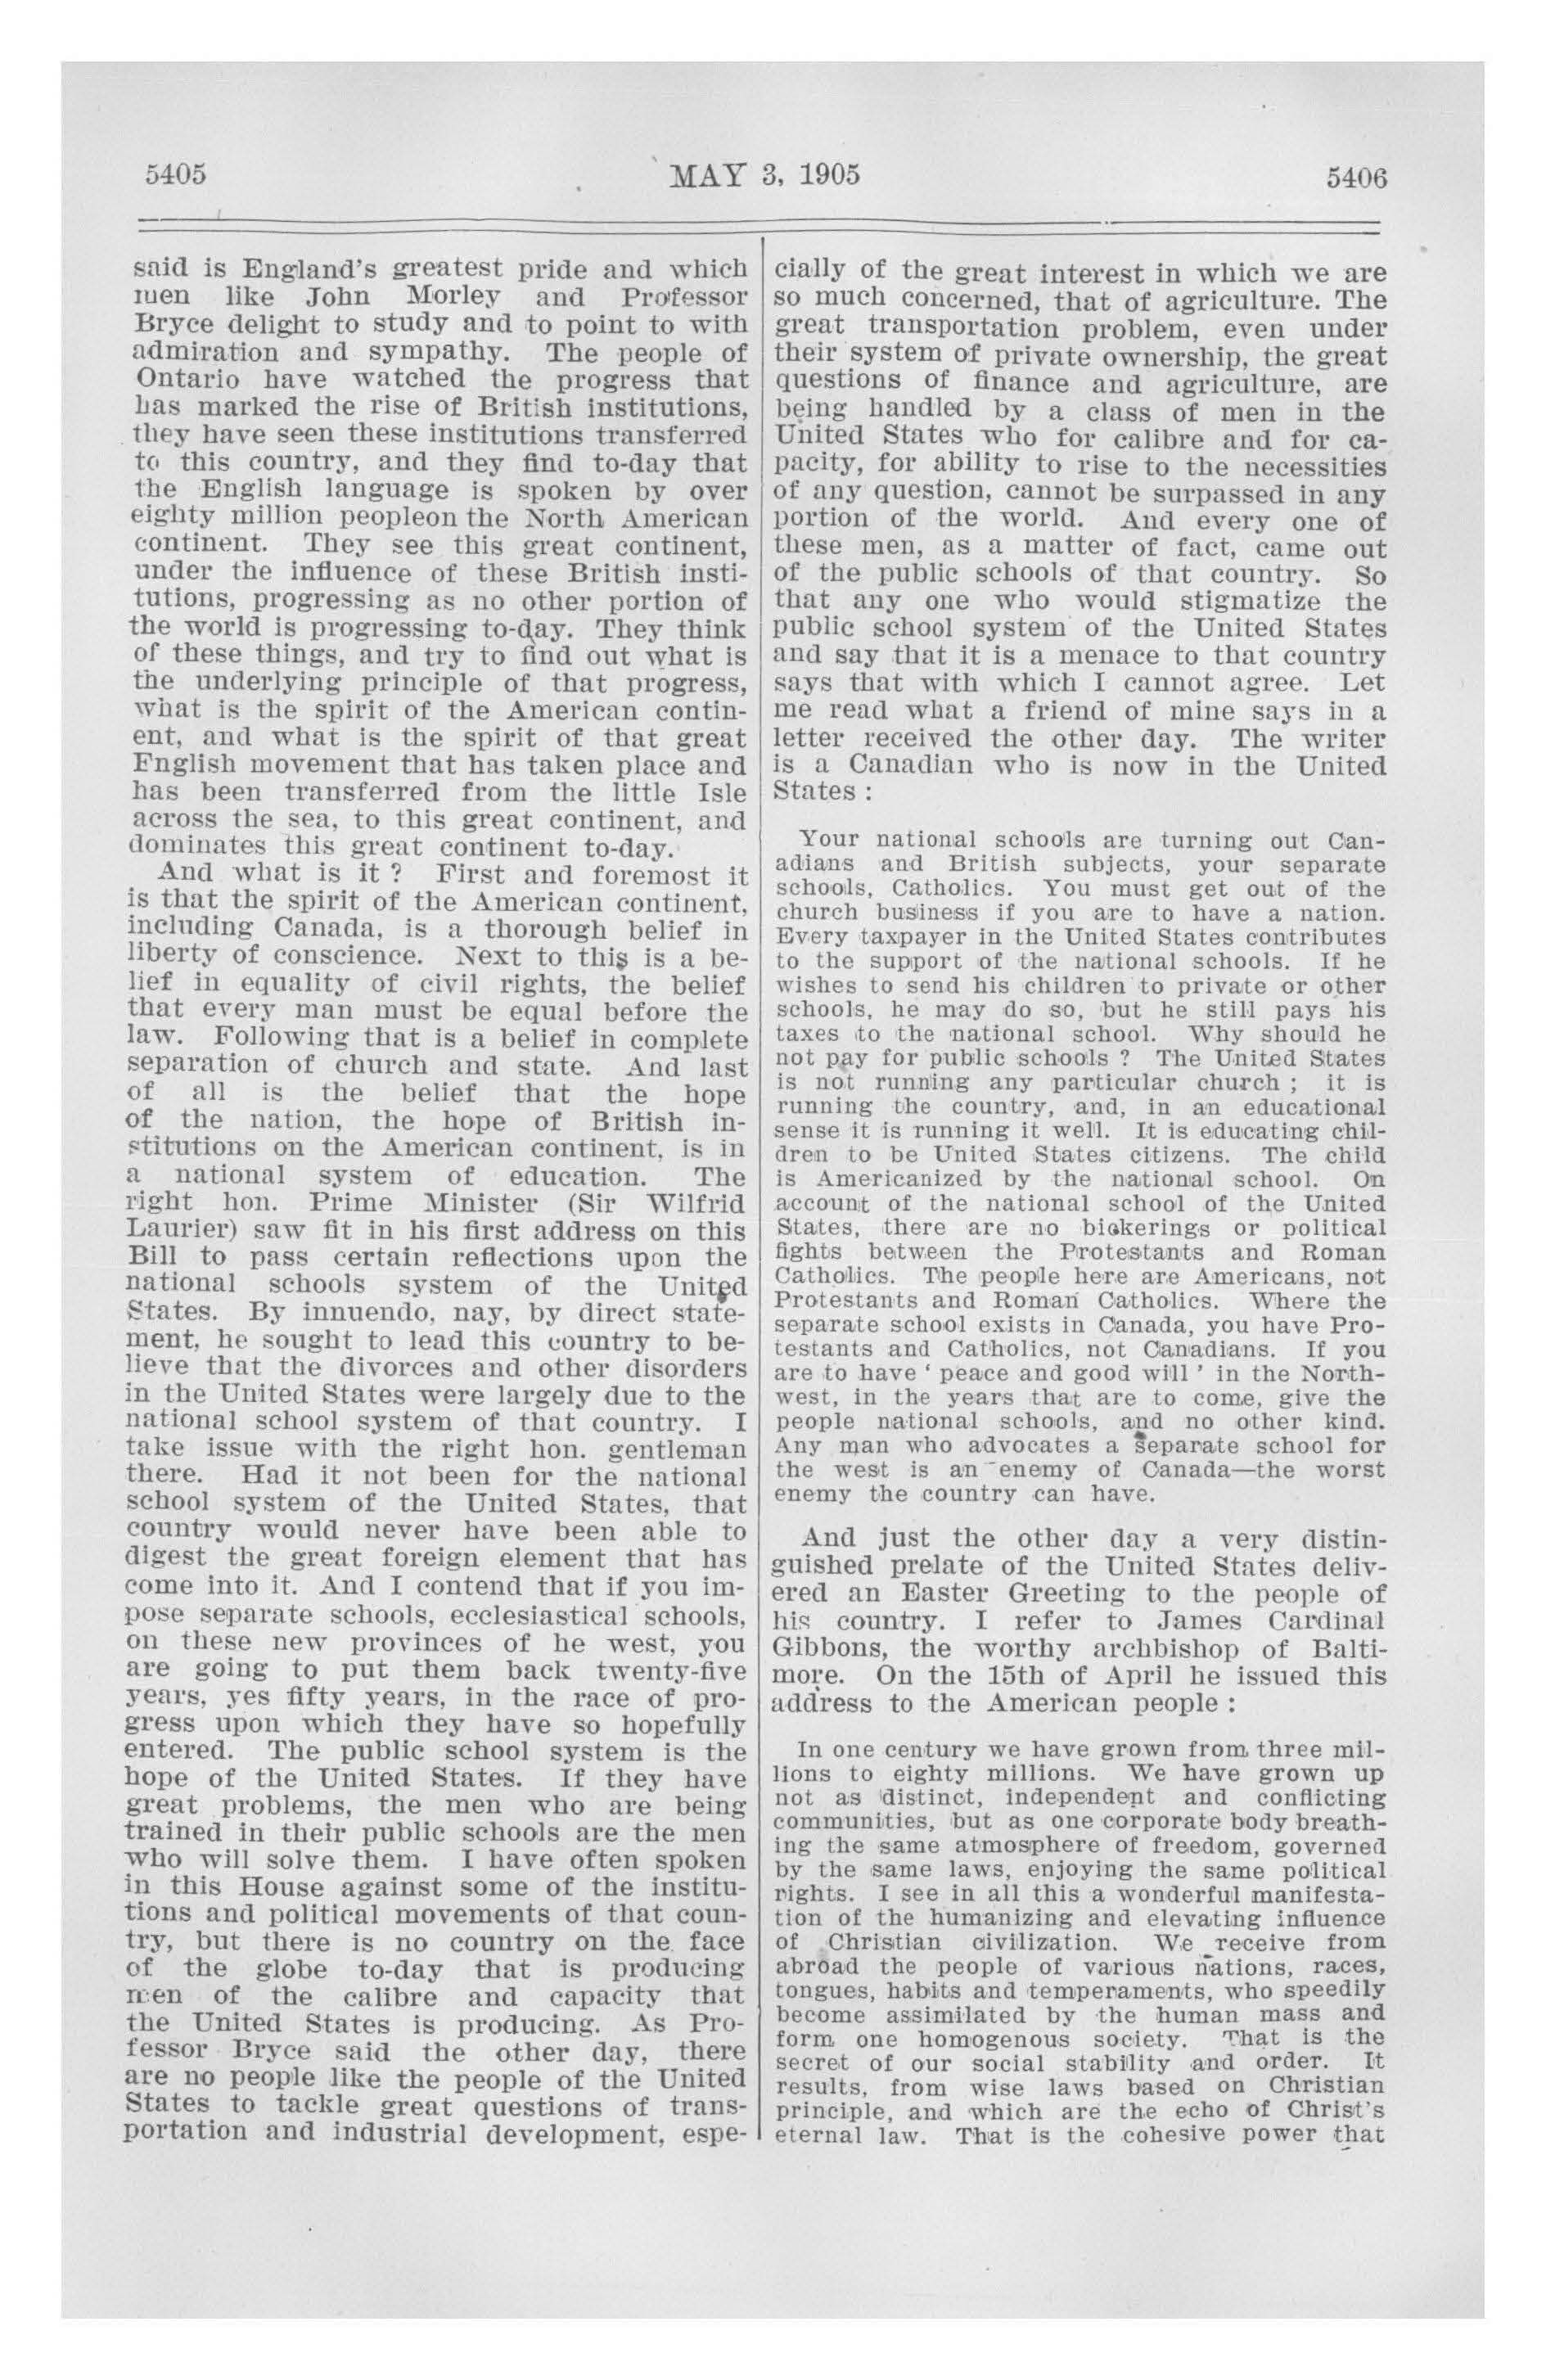 5405
MAY 3, 1905
5406
said is England's greatest pride and which
men like John Morley and Professor
Bryce delight to study and to point to with
admiration and sympathy. The people of
Ontario have watched the progress that
has marked the rise of British institutions,
they have seen these institutions transferred
to this country, and they find to-day that
the English language is spoken by over
eighty million peopleon the North American
continent. They see this great continent,
under the influence of these British insti-
tutions, progressing as no other portion of
the world is progressing to-day. They think
of these things, and try to find out what is
the underlying principle of that progress,
what is the spirit of the American contin-
ent, and what is the spirit of that great
English movement that has taken place and
has been transferred from the little Isle
across the sea, to this great continent, and
dominates this great continent to-day.
And what is it ? First and foremost it
is that the spirit of the American continent,
including Canada, is a thorough belief in
liberty of conscience. Next to this is a be-
lief in equality of civil rights, the belief
that every man must be equal before the
law. Following that is a belief in complete
separation of church and state. And last
of all is the belief that the hope
of the nation, the hope of British in-
stitutions on the American continent, is in
a national system of education. The
right hon. Prime Minister (Sir Wilfrid
Laurier) saw fit in his first address on this
Bill to pass certain reflections upon the
national schools system of the United
States. By innuendo, nay, by direct state-
ment, he sought to lead this country to be-
lieve that the divorces and other disorders
in the United States were largely due to the
national school system of that country. I
take issue with the right hon. gentleman
there. Had it not been for the national
school system of the United States, that
country would never have been able to
digest the great foreign element that has
come into it. And I contend that if you im-
pose separate schools, ecclesiastical schools,
on these new provinces of he west, you
are going to put them back twenty-five
years, yes fifty years, in the race of pro-
gress upon which they have so hopefully
entered. The public school system is the
hope of the United States. If they have
great problems, the men who are being
trained in their public schools are the men
who will solve them. I have often spoken
in this House against some of the institu-
tions and political movements of that coun-
try, but there is no country on the face
of the globe to-day that is producing
men of the calibre and capacity that
the United States is producing. As Pro-
fessor Bryce said the other day, there
are no people like the people of the United
States to tackle great questions of trans-
portation and industrial development, espe-
cially of the great interest in which we are
so much concerned, that of agriculture. The
great transportation problem, even under
their system of private ownership, the great
questions of finance and agriculture, are
being handled by a class of men in the
United States who for calibre and for ca-
pacity, for ability to rise to the necessities
of any question, cannot be surpassed in any
portion of the world. And every one of
these men, as a matter of fact, came out
of the public schools of that country. So
that any one who would stigmatize the
public school system of the United States
and say that it is a menace to that country
says that with which I cannot agree. Let
me read what a friend of mine says in a
letter received the other day. The writer
is a Canadian who is now in the United
States :
Your national schools are turning out Can-
adians and British subjects, your separate
schools, Catholics. You must get out of the
church business if you are to have a nation.
Every taxpayer in the United States contributes
to the support of the national schools. If he
wishes to send his children to private or other
schools, he may do so, but he still pays his
taxes to the national school. Why should he
not pay for public schools ? The United States
is not running any particular church ; it is
running the country, and, in an educational
sense it is running it well. It is educating chil-
dren to be United States citizens. The child
is Americanized by the national school. On
account of the national school of the United
States, there are no bickerings or political
fights between the Protestants and Roman
Catholics. The people here are Americans, not
Protestants and Roman Catholics. Where the
separate school exists in Canada, you have Pro-
testants and Catholics, not Canadians. If you
are to have ' peace and good will ' in the North-
west, in the years that are to come, give the
people national schools, and no other kind.
Any man who advocates a separate school for
the west is an enemy of Canada—the worst
enemy the country can have.
And just the other day a very distin-
guished prelate of the United States deliv-
ered an Easter Greeting to the people of
his country. I refer to James Cardinal
Gibbons, the worthy archbishop of Balti-
more. On the 15th of April he issued this
address to the American people :
In one century we have grown from three mil-
lions to eighty millions. We have grown up
not as distinct, independent and conflicting
communities, but as one corporate body breath-
ing the same atmosphere of freedom, governed
by the same laws, enjoying the same political
rights. I see in all this a wonderful manifesta-
tion of the humanizing and elevating influence
of Christian civilization. We receive from
abroad the people of various nations, races,
tongues, habits and temperaments, who speedily
become assimilated by the human mass and
form one homogenous society. That is the
secret of our social stability and order. It
results, from wise laws based on Christian
principle, and which are the echo of Christ's
eternal law. That is the cohesive power that